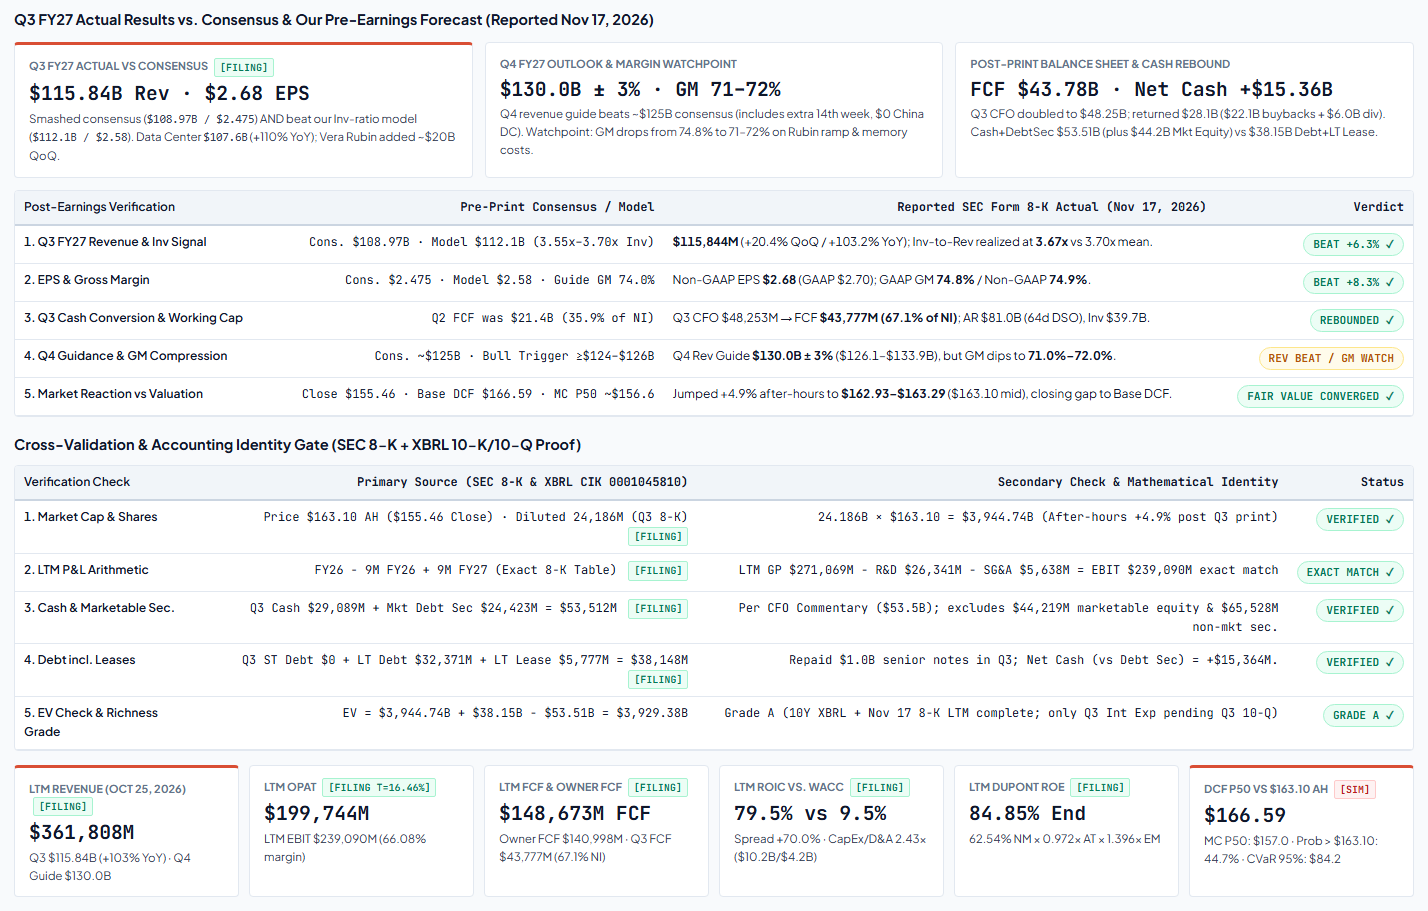 Q3 FY27 Actual Results vs. Consensus & Our Pre-Earnings Forecast (Reported Nov 17, 2026)
Q3 FY27 ACTUAL VS CONSENSUS [FILING]
$115.84B Rev · $2.68 EPS
Smashed consensus ($108.97B / $2.475) AND beat our Inv-ratio model
($112.1B / $2.58). Data Center $107.6B (+110% YoY); Vera Rubin added ~$20B
QoQ.
Q4 FY27 OUTLOOK & MARGIN WATCHPOINT
$130.0B ± 3% · GM 71-72%
Q4 revenue guide beats ~$125B consensus (includes extra 14th week, $0 China
DC). Watchpoint: GM drops from 74.8% to 71-72% on Rubin ramp & memory
costs.
POST-PRINT BALANCE SHEET & CASH REBOUND
FCF $43.78B · Net Cash +$15.36B
Q3 CFO doubled to $48.25B; returned $28.1B ($22.1B buybacks + $6.0B div).
Cash+DebtSec $53.51B (plus $44.2B Mkt Equity) vs $38.15B Debt+LT Lease.
Post-Earnings Verification Pre-Print Consensus / Model Reported SEC Form 8-K Actual (Nov 17, 2026) Verdict
1. Q3 FY27 Revenue & Inv Signal Cons. $108.97B · Model $112.1B (3.55x-3.70x Inv) $115,844M (+20.4% QoQ / +103.2% YoY); Inv-to-Rev realized at 3.67x vs 3.70x mean. BEAT +6.3% ✓
2. EPS & Gross Margin Cons. $2.475 · Model $2.58 · Guide GM 74.0% Non-GAAP EPS $2.68 (GAAP $2.70); GAAP GM 74.8% / Non-GAAP 74.9%. BEAT +8.3% ✓
3. Q3 Cash Conversion & Working Cap Q2 FCF was $21.4B (35.9% of NI) Q3 CFO $48,253M → FCF $43,777M (67.1% of NI); AR $81.0B (64d DSO), Inv $39.7B. REBOUNDED ✓
4. Q4 Guidance & GM Compression Cons. ~$125B · Bull Trigger ≥$124-$126B Q4 Rev Guide $130.0B ± 3% ($126.1-$133.9B), but GM dips to 71.0%-72.0%. REV BEAT / GM WATCH
5. Market Reaction vs Valuation Close $155.46 · Base DCF $166.59 · MC P50 ~$156.6 Jumped +4.9% after-hours to $162.93-$163.29 ($163.10 mid), closing gap to Base DCF. FAIR VALUE CONVERGED ✓
Cross-Validation & Accounting Identity Gate (SEC 8-K + XBRL 10-K/10-Q Proof)
Verification Check Primary Source (SEC 8-K & XBRL CIK 0001045810) Secondary Check & Mathematical Identity Status
1. Market Cap & Shares Price $163.10 AH ($155.46 Close) · Diluted 24,186M (Q3 8-K) 24.186B × $163.10 = $3,944.74B (After-hours +4.9% post Q3 print) VERIFIED ✓
[FILING]
2. LTM P&L Arithmetic FY26 - 9M FY26 + 9M FY27 (Exact 8-K Table) [FILING] LTM GP $271,069M - R&D $26,341M - SG&A $5,638M = EBIT $239,090M exact match EXACT MATCH ✓
3. Cash & Marketable Sec. Q3 Cash $29,089M + Mkt Debt Sec $24,423M = $53,512M [FILING] Per CFO Commentary ($53.5B); excludes $44,219M marketable equity & $65,528M VERIFIED ✓
non-mkt sec.
4. Debt incl. Leases Q3 ST Debt $0 + LT Debt $32,371M + LT Lease $5,777M = $38,148M Repaid $1.0B senior notes in Q3; Net Cash (vs Debt Sec) = +$15,364M. VERIFIED ✓
[FILING]
5. EV Check & Richness EV = $3,944.74B + $38.15B - $53.51B = $3,929.38B Grade A (10Y XBRL + Nov 17 8-K LTM complete; only Q3 Int Exp pending Q3 10-Q) GRADE A ✓
Grade
LTM REVENUE (OCT 25, 2026)
[FILING]
$361,808M
Q3 $115.84B (+103% YoY) · Q4
Guide $130.0B
LTM OPAT [FILING T=16.46%]
$199,744M
LTM EBIT $239,090M (66.08%
margin)
LTM FCF & OWNER FCF [FILING]
$148,673M FCF
Owner FCF $140,998M · Q3 FCF
$43,777M (67.1% NI)
LTM ROIC VS. WACC [FILING]
79.5% vs 9.5%
Spread +70.0% · CapEx/D&A 2.43x
($10.2B/$4.2B)
LTM DUPONT ROE [FILING]
84.85% End
62.54% NM x 0.972x AT x 1.396x EM
DCF P50 VS $163.10 AH [SIM]
$166.59
MC P50: $157.0 · Prob > $163.10:
44.7% · CVaR 95%: $84.2